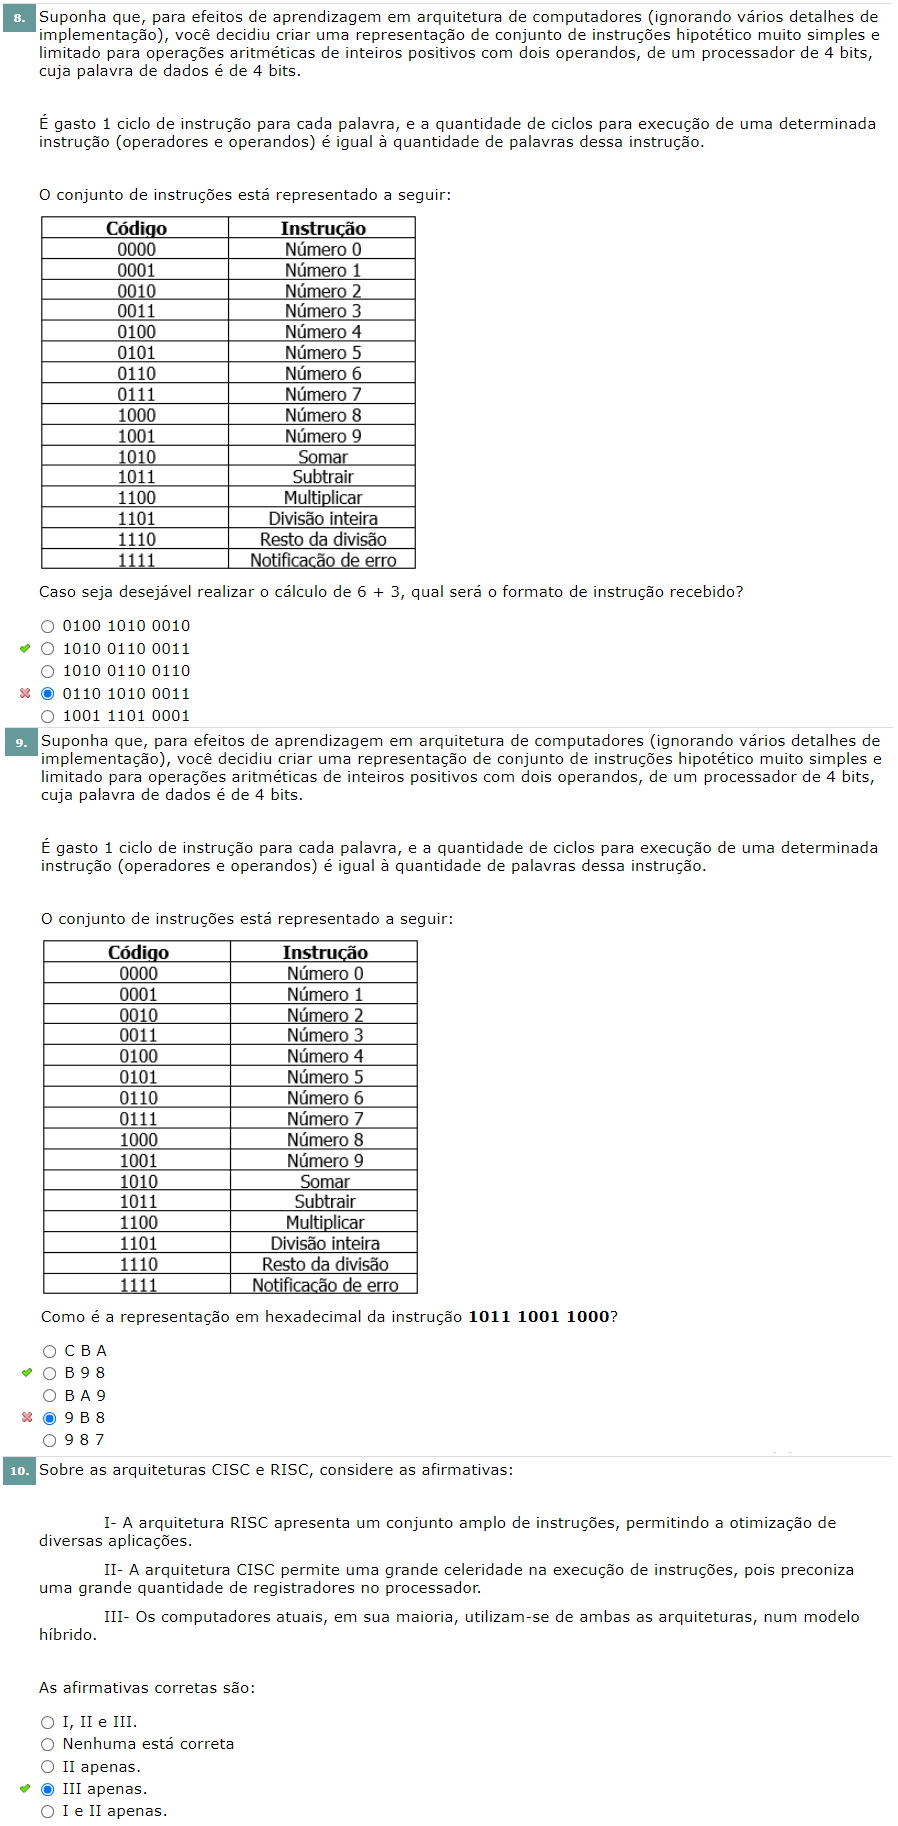 8. Suponha que, para efeitos de aprendizagem em arquitetura de computadores (ignorando vários detalhes de
implementação), você decidiu criar uma representação de conjunto de instruções hipotético muito simples e
limitado para operações aritméticas de inteiros positivos com dois operandos, de um processador de 4 bits,
cuja palavra de dados é de 4 bits.
É gasto 1 ciclo de instrução para cada palavra, e a quantidade de ciclos para execução de uma determinada
instrução (operadores e operandos) é igual à quantidade de palavras dessa instrução.
O conjunto de instruções está representado a seguir:
Código Instrução
0000 Número 0
0001 Número 1
0010 Número 2
0011 Número 3
0100 Número 4
0101 Número 5
0110 Número 6
0111 Número 7
1000 Número 8
1001 Número 9
1010 Somar
1011 Subtrair
1100 Multiplicar
1101 Divisão inteira
1110 Resto da divisão
1111 Notificação de erro
Caso seja desejável realizar o cálculo de 6 + 3, qual será o formato de instrução recebido?
0100 1010 0010
1010 0110 0011
1010 0110 0110
0110 1010 0011
1001 1101 0001
9. Suponha que, para efeitos de aprendizagem em arquitetura de computadores (ignorando vários detalhes de
implementação), você decidiu criar uma representação de conjunto de instruções hipotético muito simples e
limitado para operações aritméticas de inteiros positivos com dois operandos, de um processador de 4 bits,
cuja palavra de dados é de 4 bits.
É gasto 1 ciclo de instrução para cada palavra, e a quantidade de ciclos para execução de uma determinada
instrução (operadores e operandos) é igual à quantidade de palavras dessa instrução.
O conjunto de instruções está representado a seguir:
Código Instrução
0000 Número 0
0001 Número 1
0010 Número 2
0011 Número 3
0100 Número 4
0101 Número 5
0110 Número 6
0111 Número 7
1000 Número 8
1001 Número 9
1010 Somar
1011 Subtrair
1100 Multiplicar
1101 Divisão inteira
1110 Resto da divisão
1111 Notificação de erro
Como é a representação em hexadecimal da instrução 1011 1001 1000?
C B A
B 9 8
B A 9
9 B 8
9 8 7
10. Sobre as arquiteturas CISC e RISC, considere as afirmativas:
I- A arquitetura RISC apresenta um conjunto amplo de instruções, permitindo a otimização de
diversas aplicações.
II- A arquitetura CISC permite uma grande celeridade na execução de instruções, pois preconiza
uma grande quantidade de registradores no processador.
III- Os computadores atuais, em sua maioria, utilizam-se de ambas as arquiteturas, num modelo
híbrido.
As afirmativas corretas são:
I, II e III.
Nenhuma está correta
II apenas.
III apenas.
I e II apenas.